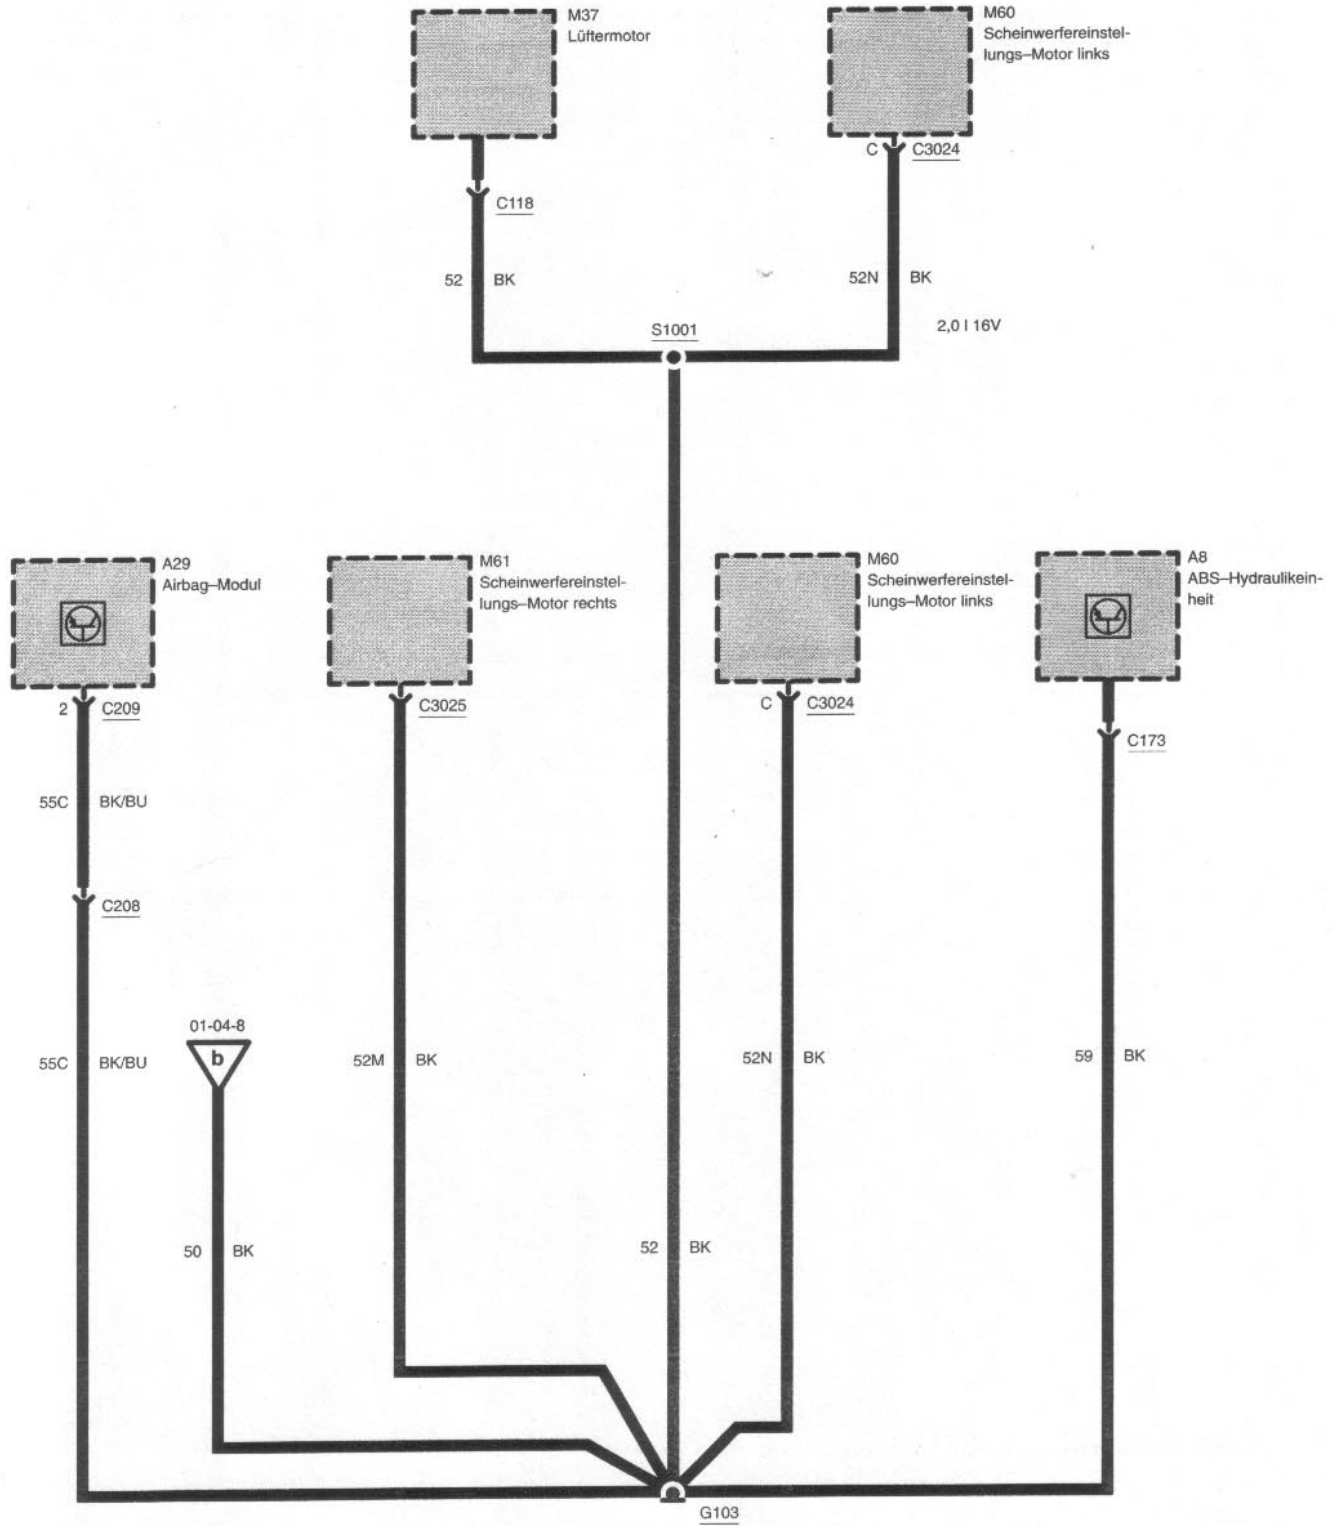 M37
Lüftermotor
M60
Scheinwerfereinstel-
lungs–Motor links
C C3024
C118
52 BK
52N BK
2,0 l 16V
S1001
A29
Airbag–Modul
M61
Scheinwerfereinstel-
lungs–Motor rechts
M60
Scheinwerfereinstel-
lungs–Motor links
A8
ABS–Hydraulikein-
heit
2 C209
C3025
C C3024
C173
55C BK/BU
C208
01-04-8
b
55C BK/BU
52M BK
52N BK
59 BK
50 BK
52 BK
G103